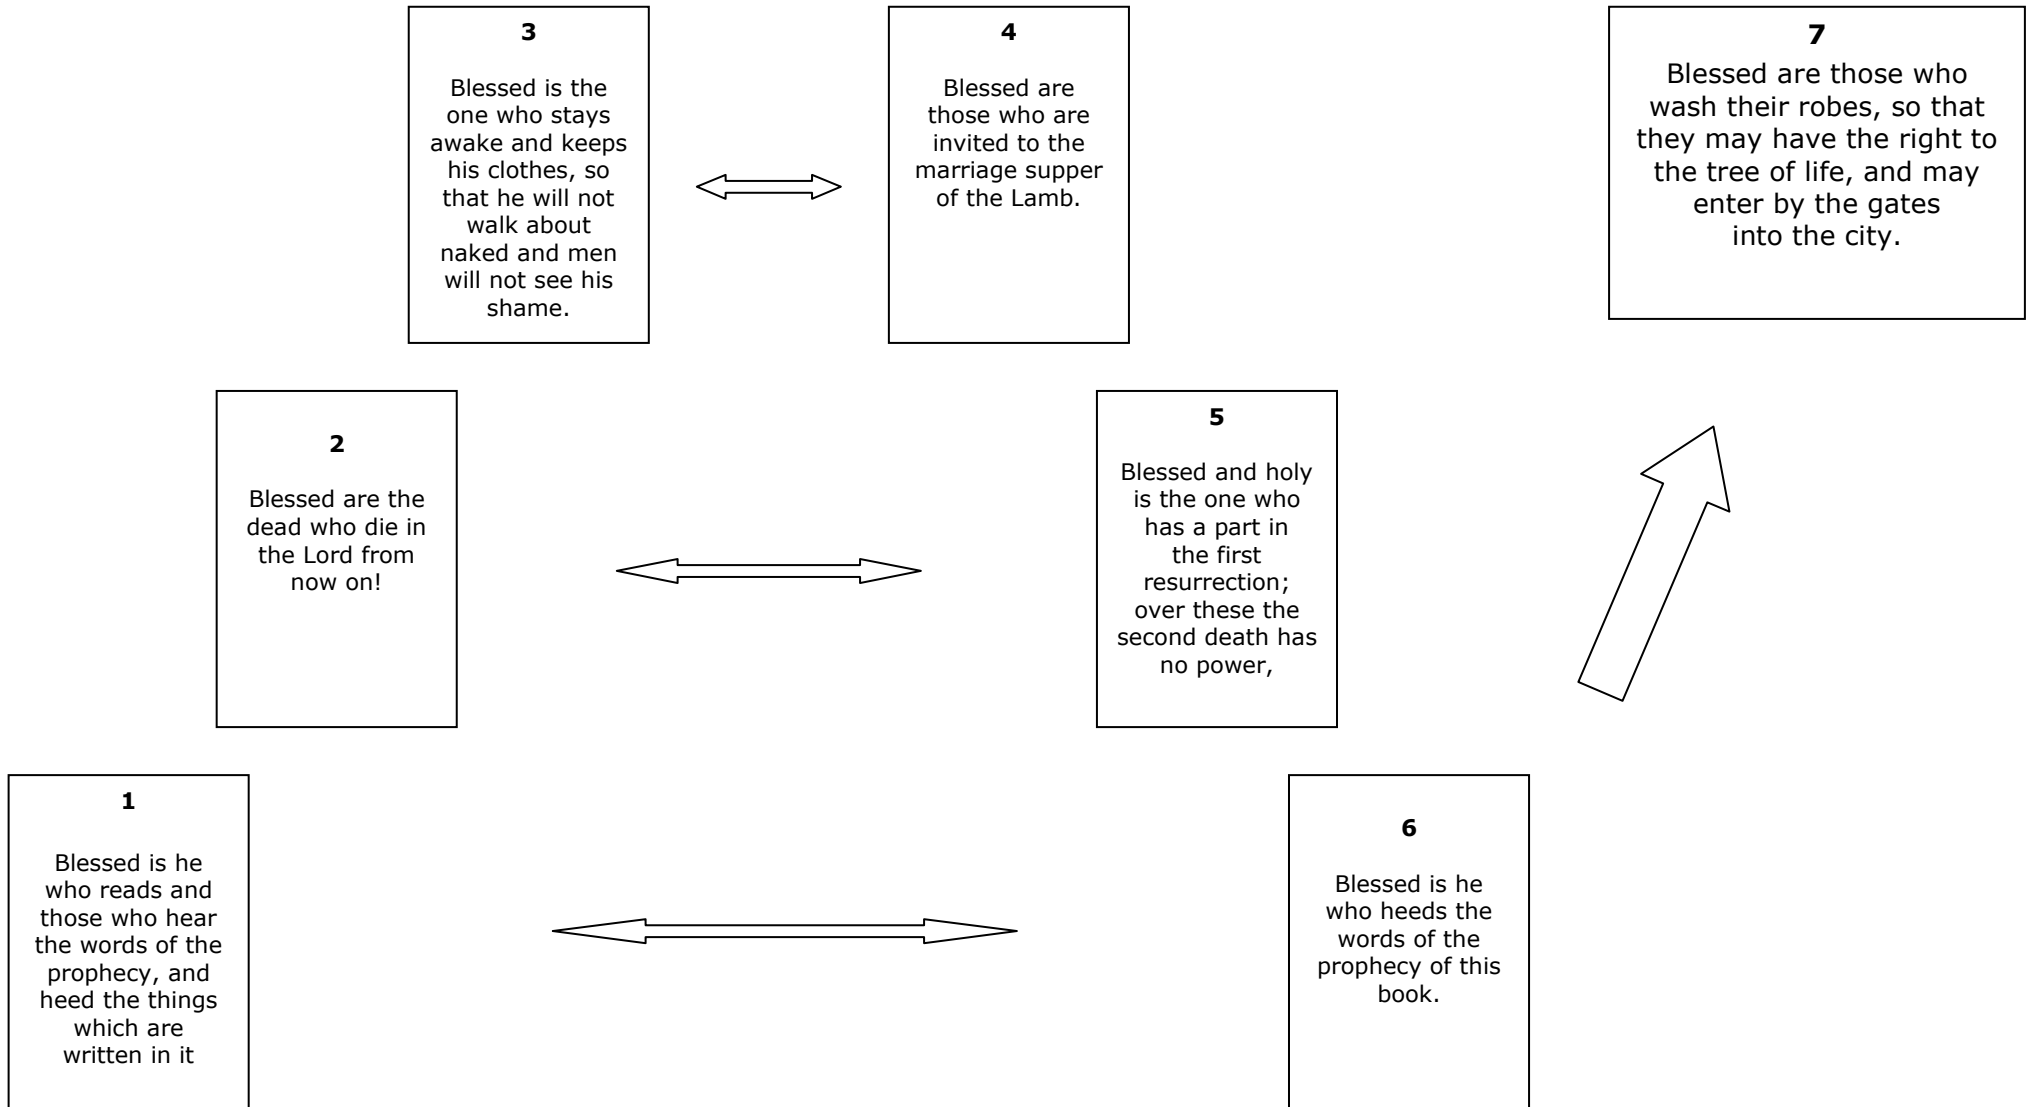 3
Blessed is the
one who stays
awake and keeps
his clothes, so
that he will not
walk about
naked and men
will not see his
shame.
4
Blessed are
those who are
invited to the
marriage supper
of the Lamb.
7
Blessed are those who
wash their robes, so that
they may have the right to
the tree of life, and may
enter by the gates
into the city.
2
Blessed are the
dead who die in
the Lord from
now on!
5
Blessed and holy
is the one who
has a part in
the first
resurrection;
over these the
second death has
no power,
1
Blessed is he
who reads and
those who hear
the words of the
prophecy, and
heed the things
which are
written in it
6
Blessed is he
who heeds the
words of the
prophecy of this
book.